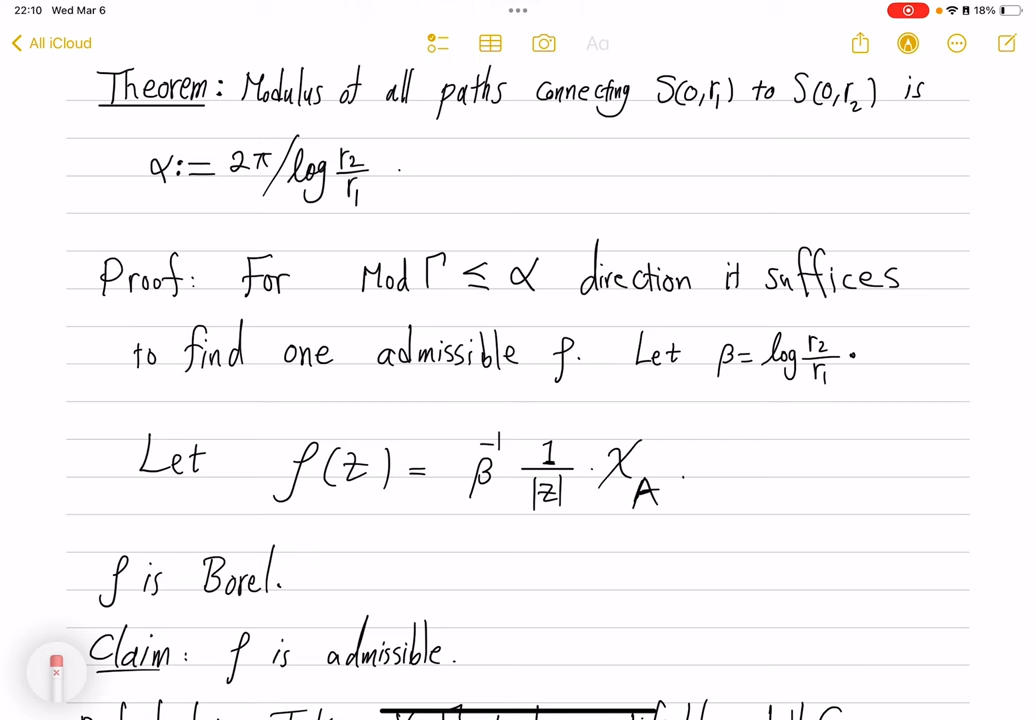 22:10 Wed Mar 6
18%
All iCloud
Aa
Theorem: Modulus of all paths connecting S(0,r₁) to S(0,r₂) is
α := 2π/log r₂/r₁.
Proof: For Mod Γ ≤ α direction it suffices
to find one admissible ρ. Let β = log r₂/r₁.
Let ρ(z) = β⁻¹ 1/|z| · χ_A.
ρ is Borel.
Claim: ρ is admissible.